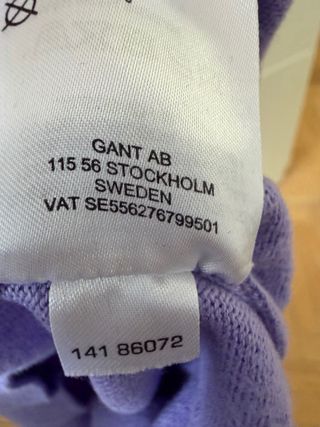 GANT AB
115 56 STOCKHOLM
SWEDEN
VAT SE556276799501
141 86072